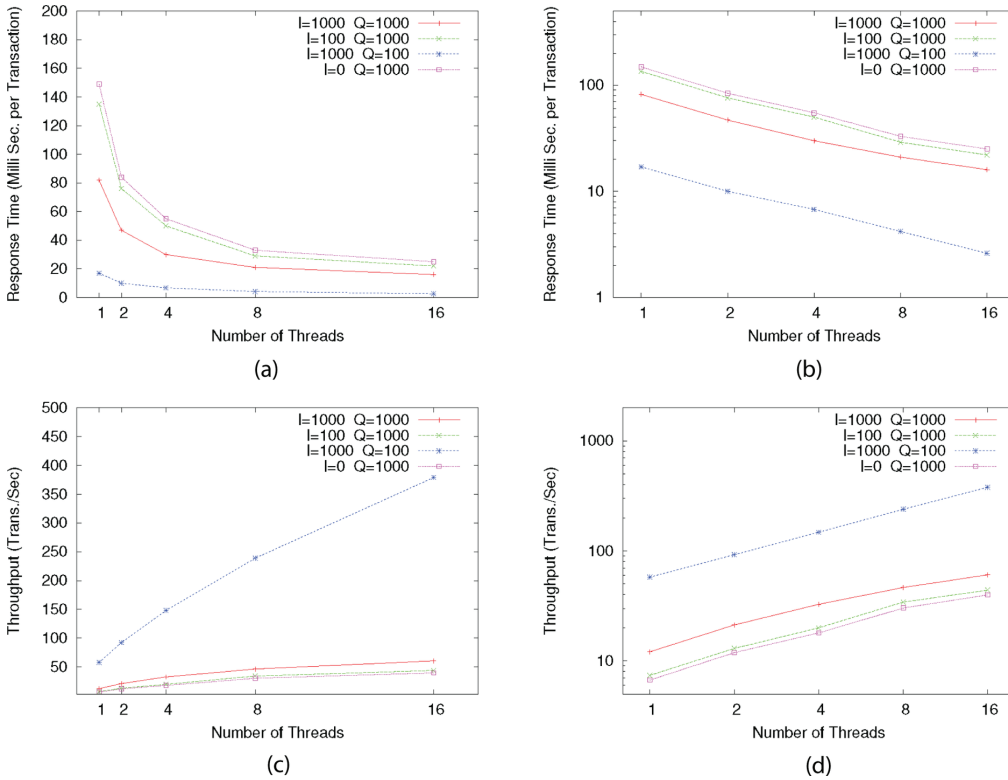 Response Time (Milli Sec. per Transaction)
200
180
160
140
120
100
80
60
40
20
0
I=1000 Q=1000
I=100 Q=1000
I=1000 Q=100
I=0 Q=1000
1 2 4 8 16
Number of Threads
(a)
Response Time (Milli Sec. per Transaction)
100
10
1
I=1000 Q=1000
I=100 Q=1000
I=1000 Q=100
I=0 Q=1000
1 2 4 8 16
Number of Threads
(b)
Throughput (Trans./Sec)
500
450
400
350
300
250
200
150
100
50
I=1000 Q=1000
I=100 Q=1000
I=1000 Q=100
I=0 Q=1000
1 2 4 8 16
Number of Threads
(c)
Throughput (Trans./Sec)
1000
100
10
I=1000 Q=1000
I=100 Q=1000
I=1000 Q=100
I=0 Q=1000
1 2 4 8 16
Number of Threads
(d)